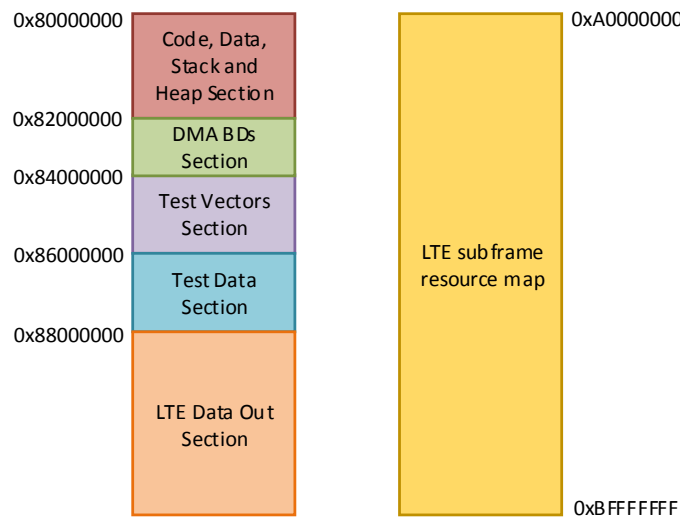 0x80000000
Code, Data,
Stack and
Heap Section
0x82000000
DMA BDs
Section
0x84000000
Test Vectors
Section
0x86000000
Test Data
Section
0x88000000
LTE Data Out
Section
0xA0000000
LTE subframe
resource map
0xBFFFFFFF